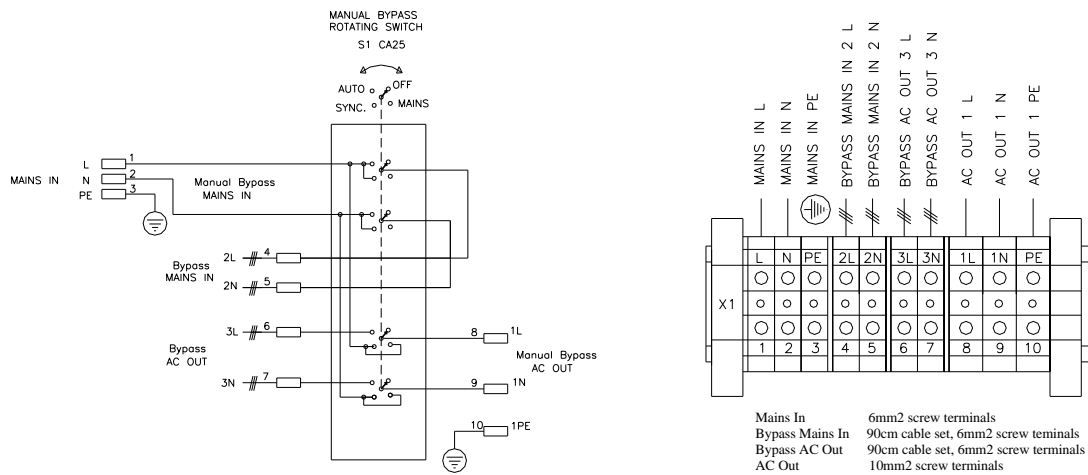 MANUAL BYPASS
ROTATING SWITCH
S1 CA25
AUTO
OFF
SYNC.
MAINS
MAINS IN
L
1
N
2
PE
3
Manual Bypass
MAINS IN
Bypass
MAINS IN
2L
4
2N
5
Bypass
AC OUT
3L
6
3N
7
8
1L
Manual Bypass
AC OUT
9
1N
10
1PE
MAINS IN L
MAINS IN N
MAINS IN PE
BYPASS MAINS IN 2 L
BYPASS MAINS IN 2 N
BYPASS AC OUT 3 L
BYPASS AC OUT 3 N
AC OUT 1 L
AC OUT 1 N
AC OUT 1 PE
X1
L N PE 2L 2N 3L 3N 1L 1N PE
1 2 3 4 5 6 7 8 9 10
Mains In 6mm2 screw terminals
Bypass Mains In 90cm cable set, 6mm2 screw teminals
Bypass AC Out 90cm cable set, 6mm2 screw terminals
AC Out 10mm2 screw terminals